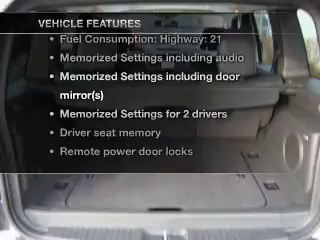 VEHICLE FEATURES
• Fuel Consumption: Highway: 21
• Memorized Settings including audio
• Memorized Settings including door
mirror(s)
• Memorized Settings for 2 drivers
• Driver seat memory
• Remote power door locks